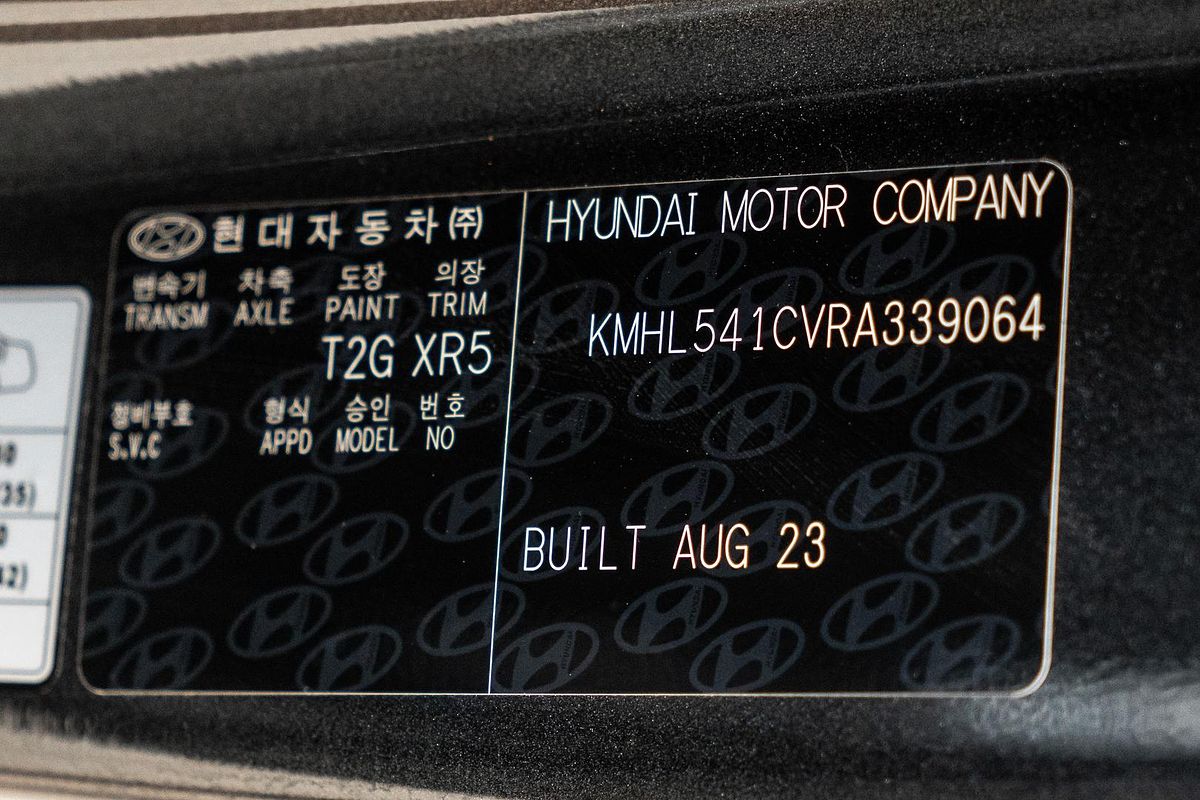 현대자동차㈜
변속기 차축 도장 의장
TRANSM AXLE PAINT TRIM
T2G XR5
정비부호 형식 승인 번호
S.V.C APPD MODEL NO
HYUNDAI MOTOR COMPANY
KMHL541CVRA339064
BUILT AUG 23